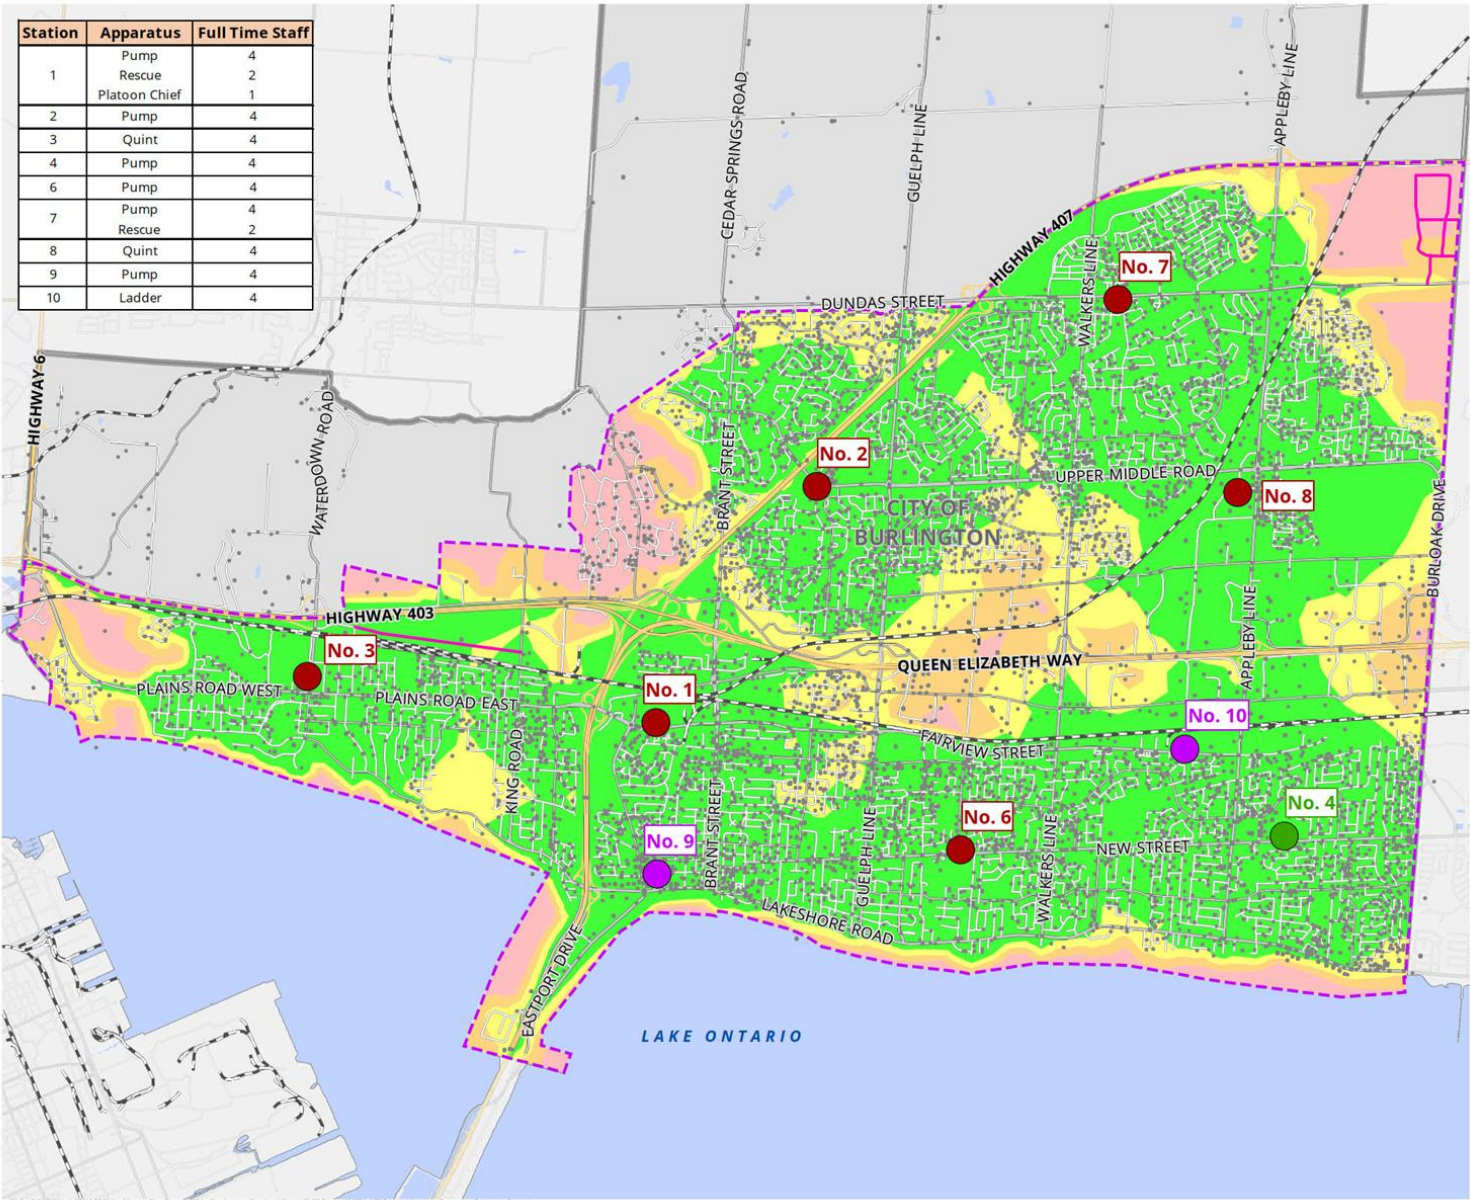 Station Apparatus Full Time Staff
1 Pump 4
Rescue 2
Platoon Chief 1
2 Pump 4
3 Quint 4
4 Pump 4
6 Pump 4
7 Pump 4
Rescue 2
8 Quint 4
9 Pump 4
10 Ladder 4
CEDAR SPRINGS ROAD
GUELPH LINE
APPLEBY LINE
HIGHWAY 407
WALKERS LINE
No. 7
DUNDAS STREET
HIGHWAY 6
WATERDOWN ROAD
BRANT STREET
No. 2
UPPER MIDDLE ROAD
No. 8
CITY OF
BURLINGTON
BURLOAK DRIVE
HIGHWAY 403
No. 3
QUEEN ELIZABETH WAY
APPLEBY LINE
PLAINS ROAD WEST
PLAINS ROAD EAST
No. 1
No. 10
KING ROAD
FAIRVIEW STREET
No. 6
No. 4
No. 9
BRANT STREET
GUELPH LINE
WALKERS LINE
NEW STREET
LAKESHORE ROAD
EASTPORT DRIVE
LAKE ONTARIO